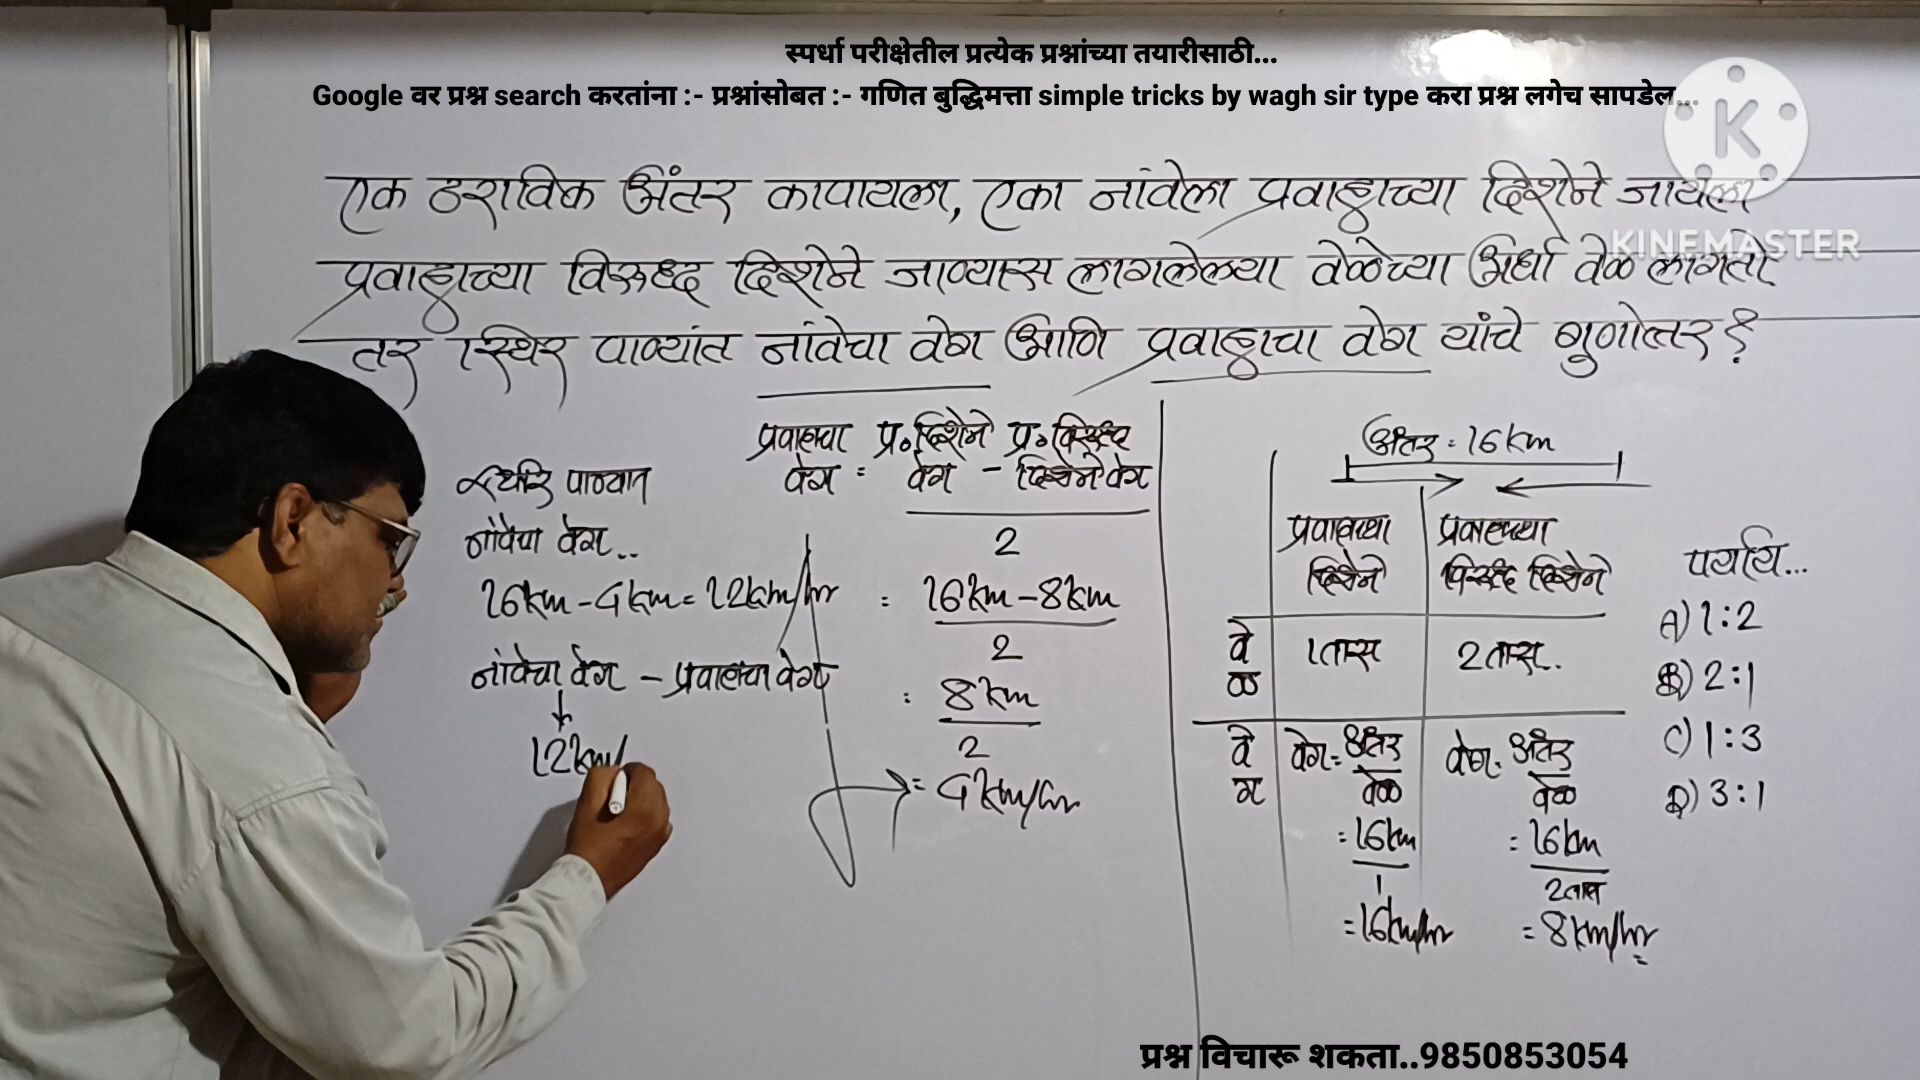 स्पर्धा परीक्षेतील प्रत्येक प्रश्नांच्या तयारीसाठी...
Google वर प्रश्न search करतांना :- प्रश्नांसोबत :- गणित बुद्धिमत्ता simple tricks by wagh sir type करा प्रश्न लगेच सापडेल...
K
KINEMASTER
एक ठराविक अंतर कापायला, एका नांवेला प्रवाहाच्या दिशेने जायला
प्रवाहाच्या विरुध्द दिशेने जाण्यास लागलेल्या वेळेच्या अर्धा वेळ लागतो
तर स्थिर पाण्यांत नांवेचा वेग आणि प्रवाहाचा वेग यांचे गुणोत्तर ?
स्थिर पाण्यात
नांवेचा वेग..
16km - 4km = 12km/hr
नांवेचा वेग - प्रवाहाचा वेग
12km/
प्रवाहाचा प्र.दिशेने प्र.विरुध्द
वेग = वेग - दिशेने वेग
2
= 16km - 8km
2
= 8km
2
= 4km/hr
अंतर = 16km
प्रवाहाच्या दिशेने
प्रवाहाच्या विरुध्द दिशेने
वेळ 1तास 2तास.
वेग वेग = अंतर वेग = अंतर
वेळ वेळ
= 16km = 16km
1 2तास
= 16km/hr = 8km/hr
पर्याय...
A) 1:2
B) 2:1
C) 1:3
D) 3:1
प्रश्न विचारू शकता..9850853054